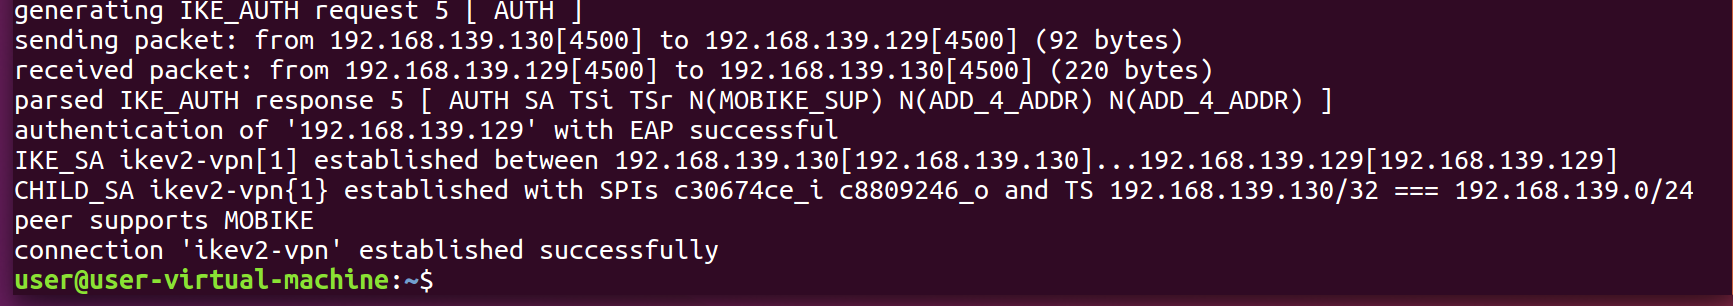 generating IKE_AUTH request 5 [ AUTH ]
sending packet: from 192.168.139.130[4500] to 192.168.139.129[4500] (92 bytes)
received packet: from 192.168.139.129[4500] to 192.168.139.130[4500] (220 bytes)
parsed IKE_AUTH response 5 [ AUTH SA TSi TSr N(MOBIKE_SUP) N(ADD_4_ADDR) N(ADD_4_ADDR) ]
authentication of '192.168.139.129' with EAP successful
IKE_SA ikev2-vpn[1] established between 192.168.139.130[192.168.139.130]...192.168.139.129[192.168.139.129]
CHILD_SA ikev2-vpn{1} established with SPIs c30674ce_i c8809246_o and TS 192.168.139.130/32 === 192.168.139.0/24
peer supports MOBIKE
connection 'ikev2-vpn' established successfully
user@user-virtual-machine:~$